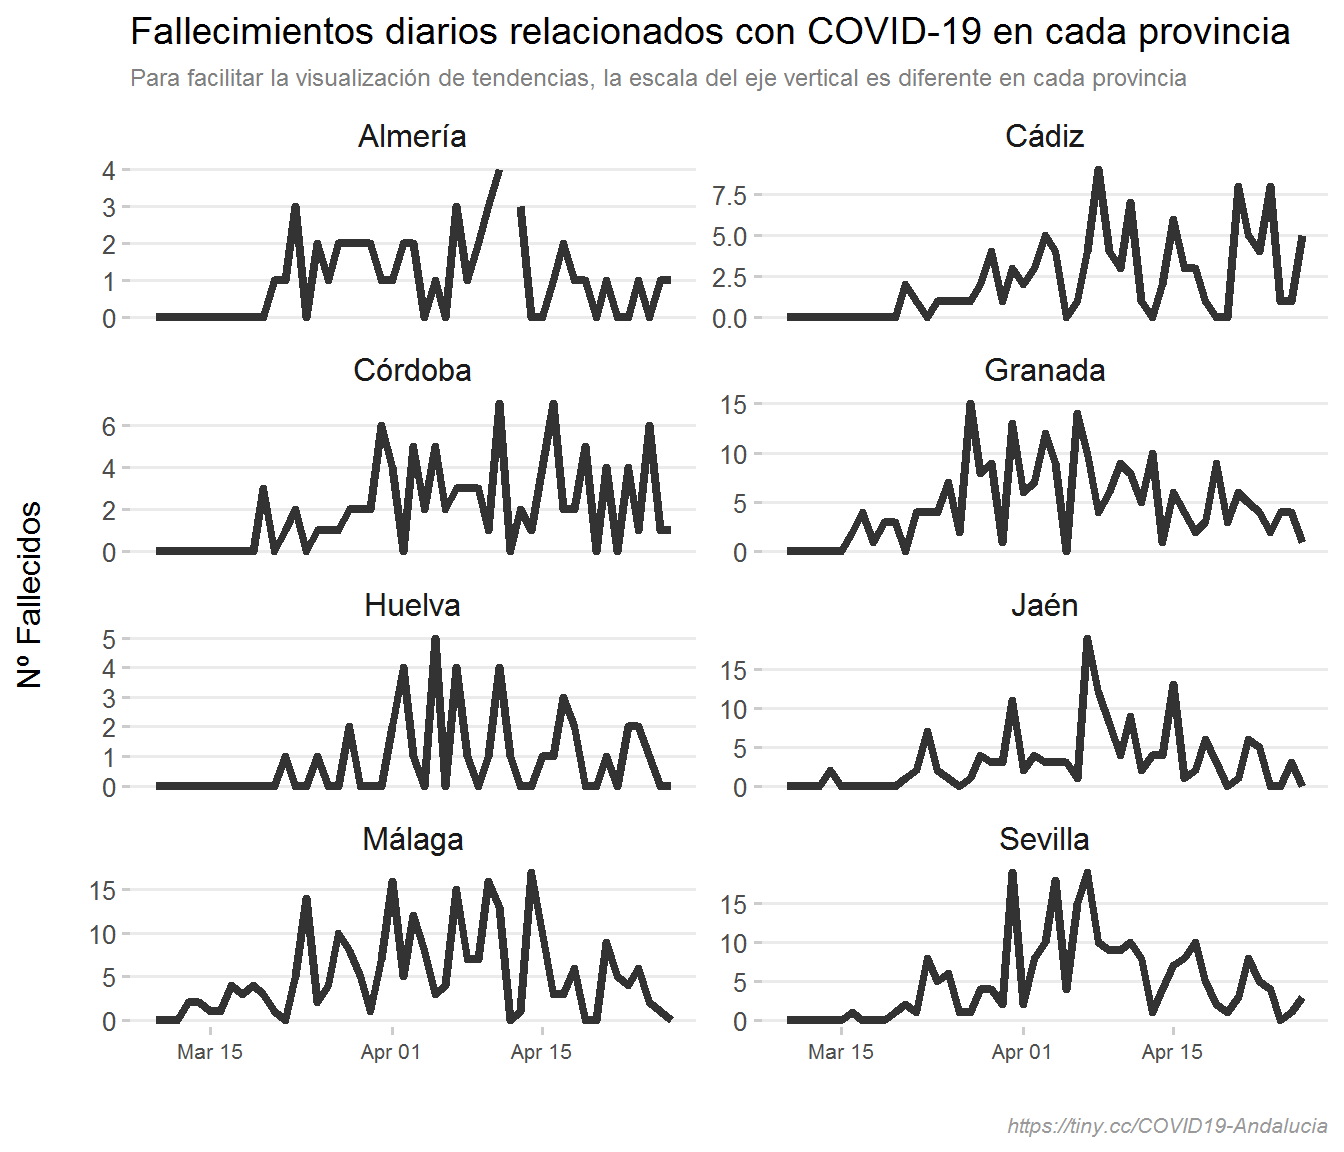 Fallecimientos diarios relacionados con COVID-19 en cada provincia
Para facilitar la visualización de tendencias, la escala del eje vertical es diferente en cada provincia
Nº Fallecidos
Almería
4
3
2
1
0
Cádiz
7.5
5.0
2.5
0.0
Córdoba
6
4
2
0
Granada
15
10
5
0
Huelva
5
4
3
2
1
0
Jaén
15
10
5
0
Málaga
15
10
5
0
Mar 15 Apr 01 Apr 15
Sevilla
15
10
5
0
Mar 15 Apr 01 Apr 15
https://tiny.cc/COVID19-Andalucia